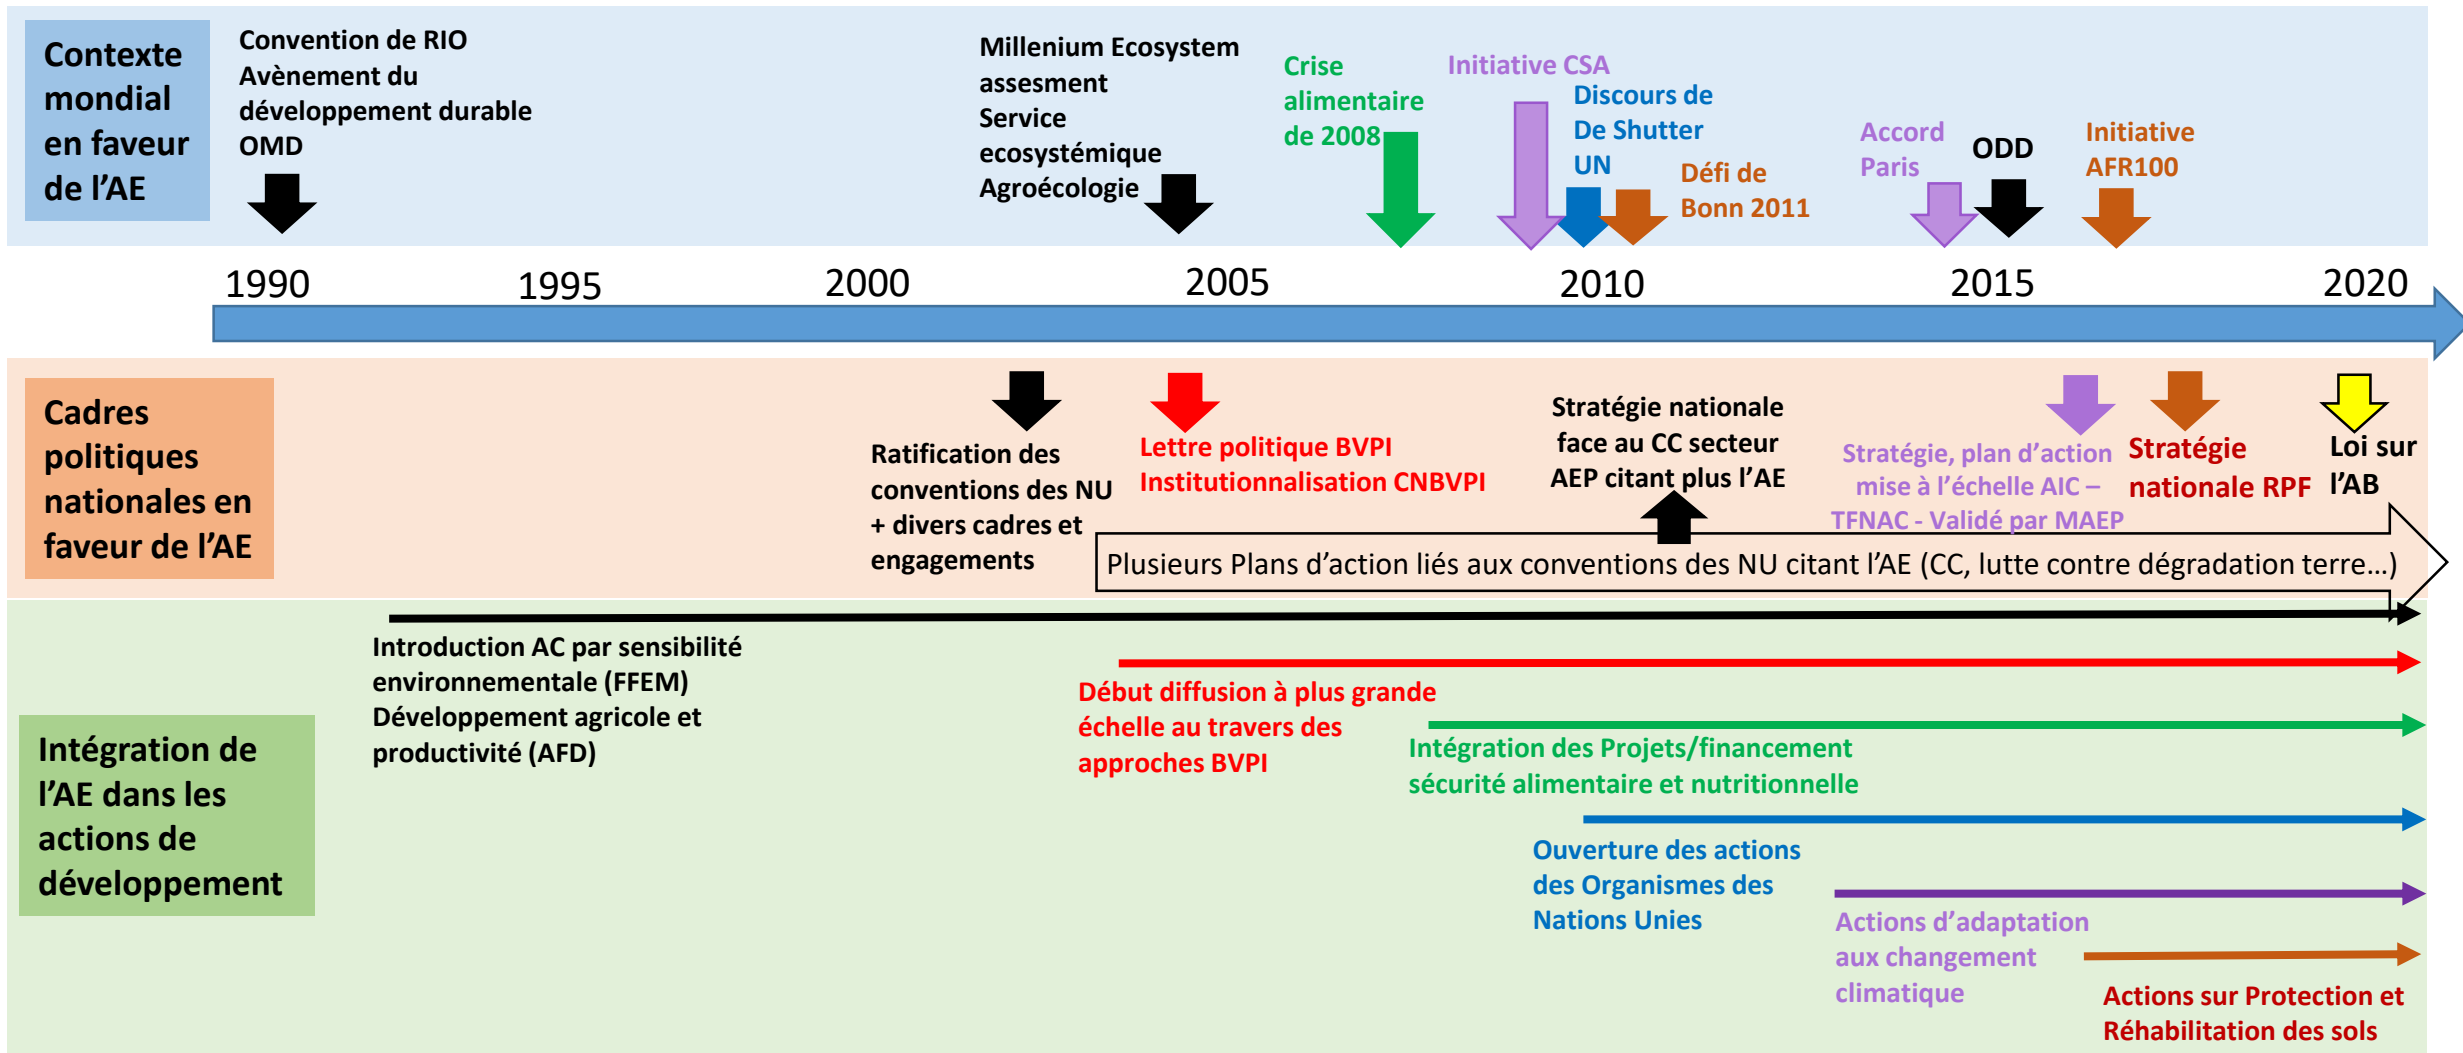 Contexte
mondial
en faveur
de l’AE
Convention de RIO
Avènement du
développement durable
OMD
Millenium Ecosystem
assesment
Service
ecosystémique
Agroécologie
Crise
alimentaire
de 2008
Initiative CSA
Discours de
De Shutter
UN
Défi de
Bonn 2011
Accord
Paris
ODD
Initiative
AFR100
1990
1995
2000
2005
2010
2015
2020
Cadres
politiques
nationales en
faveur de l’AE
Ratification des
conventions des NU
+ divers cadres et
engagements
Lettre politique BVPI
Institutionnalisation CNBVPI
Stratégie nationale
face au CC secteur
AEP citant plus l’AE
Stratégie, plan d’action
mise à l’échelle AIC –
TFNAC - Validé par MAEP
Stratégie
nationale RPF
Loi sur
l’AB
Plusieurs Plans d’action liés aux conventions des NU citant l’AE (CC, lutte contre dégradation terre…)
Intégration de
l’AE dans les
actions de
développement
Introduction AC par sensibilité
environnementale (FFEM)
Développement agricole et
productivité (AFD)
Début diffusion à plus grande
échelle au travers des
approches BVPI
Intégration des Projets/financement
sécurité alimentaire et nutritionnelle
Ouverture des actions
des Organismes des
Nations Unies
Actions d’adaptation
aux changement
climatique
Actions sur Protection et
Réhabilitation des sols